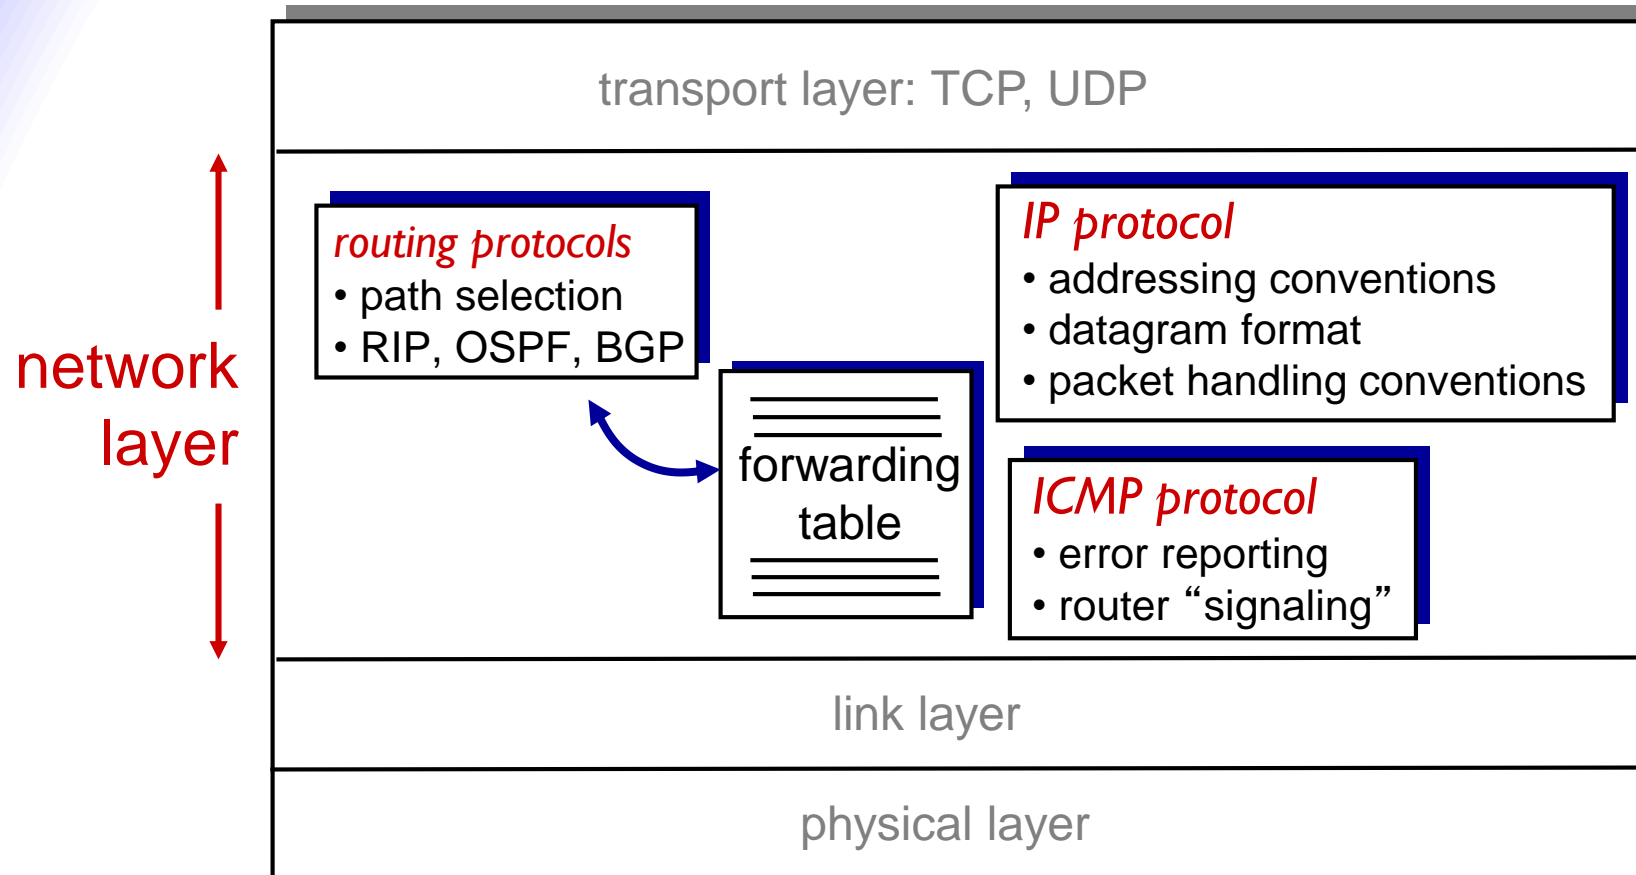 transport layer: TCP, UDP
network
layer
routing protocols
• path selection
• RIP, OSPF, BGP
forwarding
table
IP protocol
• addressing conventions
• datagram format
• packet handling conventions
ICMP protocol
• error reporting
• router “signaling”
link layer
physical layer